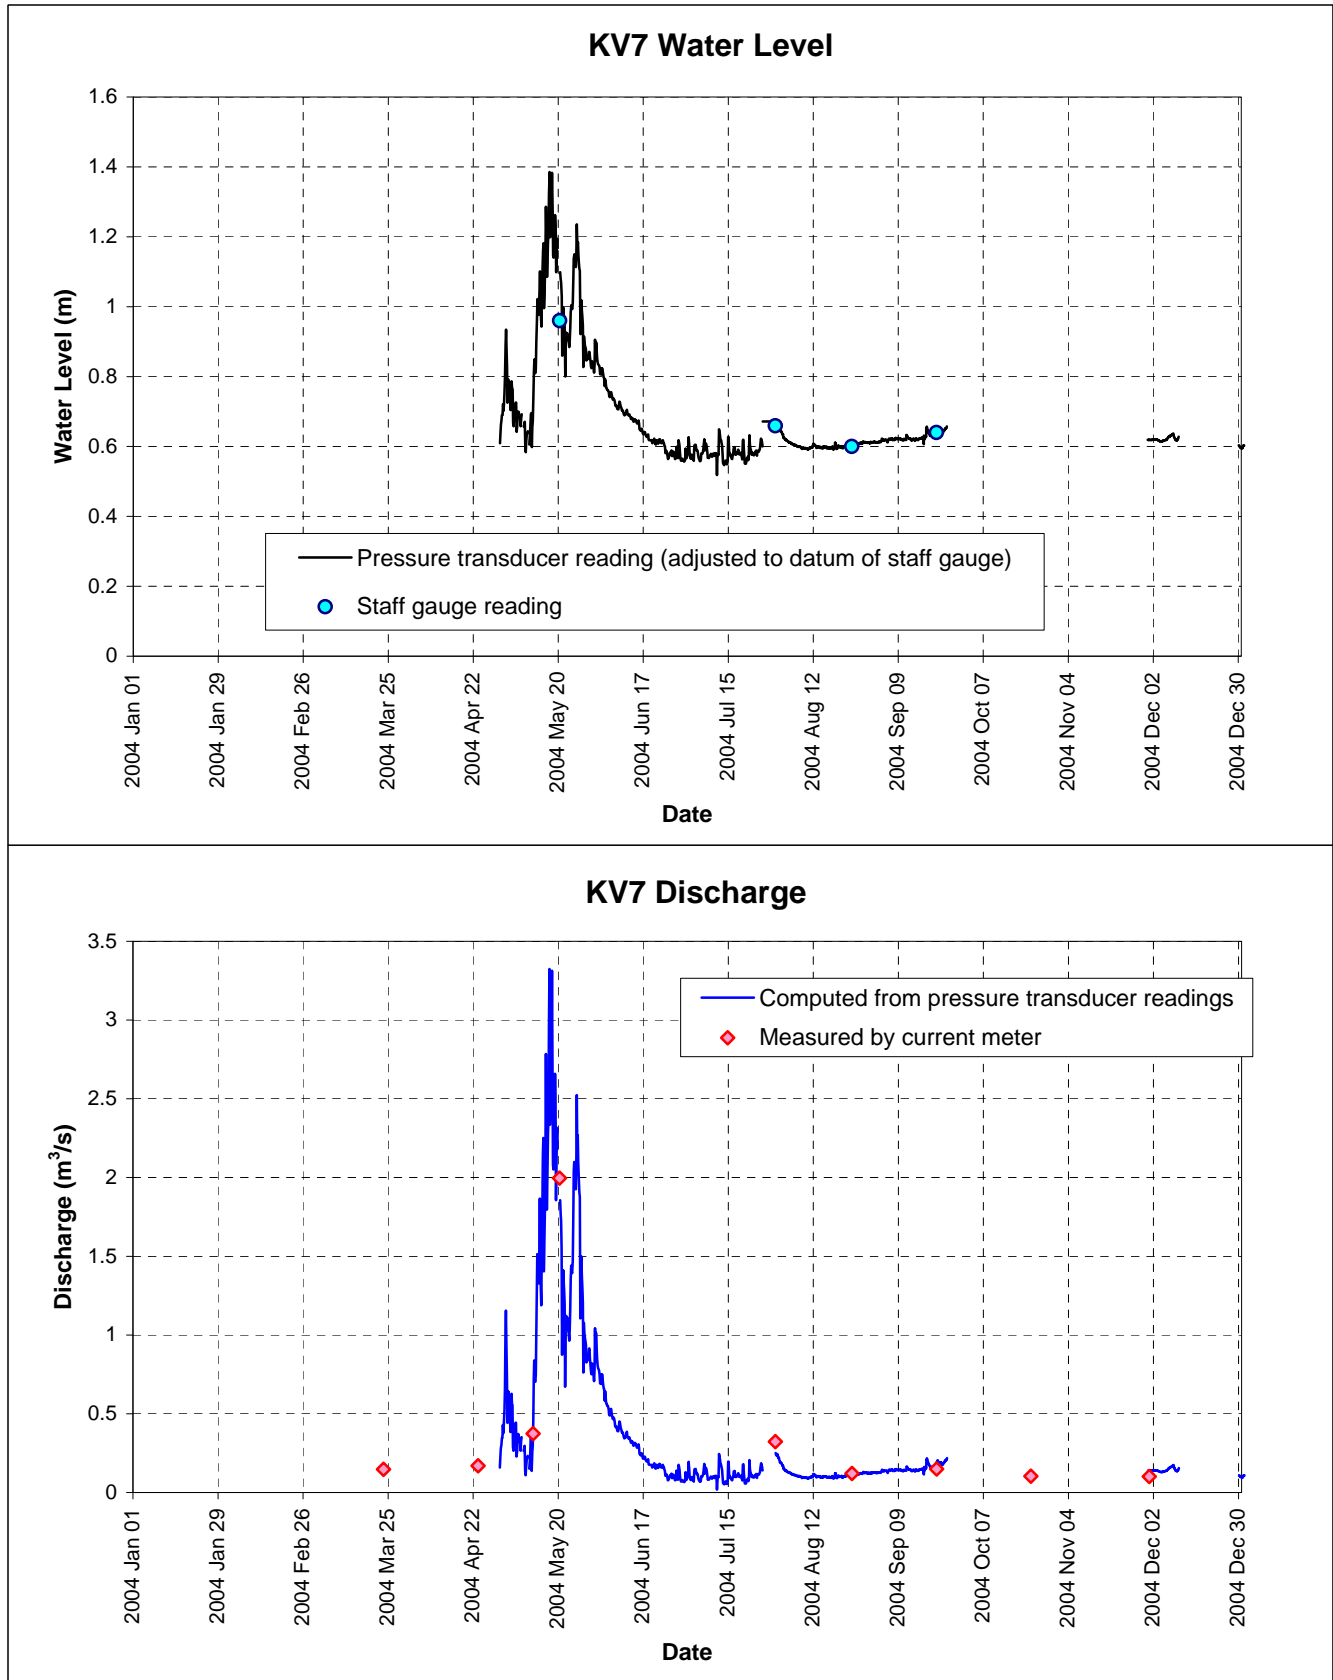 KV7 Water Level
1.6
1.4
1.2
1
0.8
0.6
0.4
0.2
0
Water Level (m)
Pressure transducer reading (adjusted to datum of staff gauge)
Staff gauge reading
2004 Jan 01
2004 Jan 29
2004 Feb 26
2004 Mar 25
2004 Apr 22
2004 May 20
2004 Jun 17
2004 Jul 15
2004 Aug 12
2004 Sep 09
2004 Oct 07
2004 Nov 04
2004 Dec 02
2004 Dec 30
Date
KV7 Discharge
3.5
3
2.5
2
1.5
1
0.5
0
Discharge (m³/s)
Computed from pressure transducer readings
Measured by current meter
2004 Jan 01
2004 Jan 29
2004 Feb 26
2004 Mar 25
2004 Apr 22
2004 May 20
2004 Jun 17
2004 Jul 15
2004 Aug 12
2004 Sep 09
2004 Oct 07
2004 Nov 04
2004 Dec 02
2004 Dec 30
Date